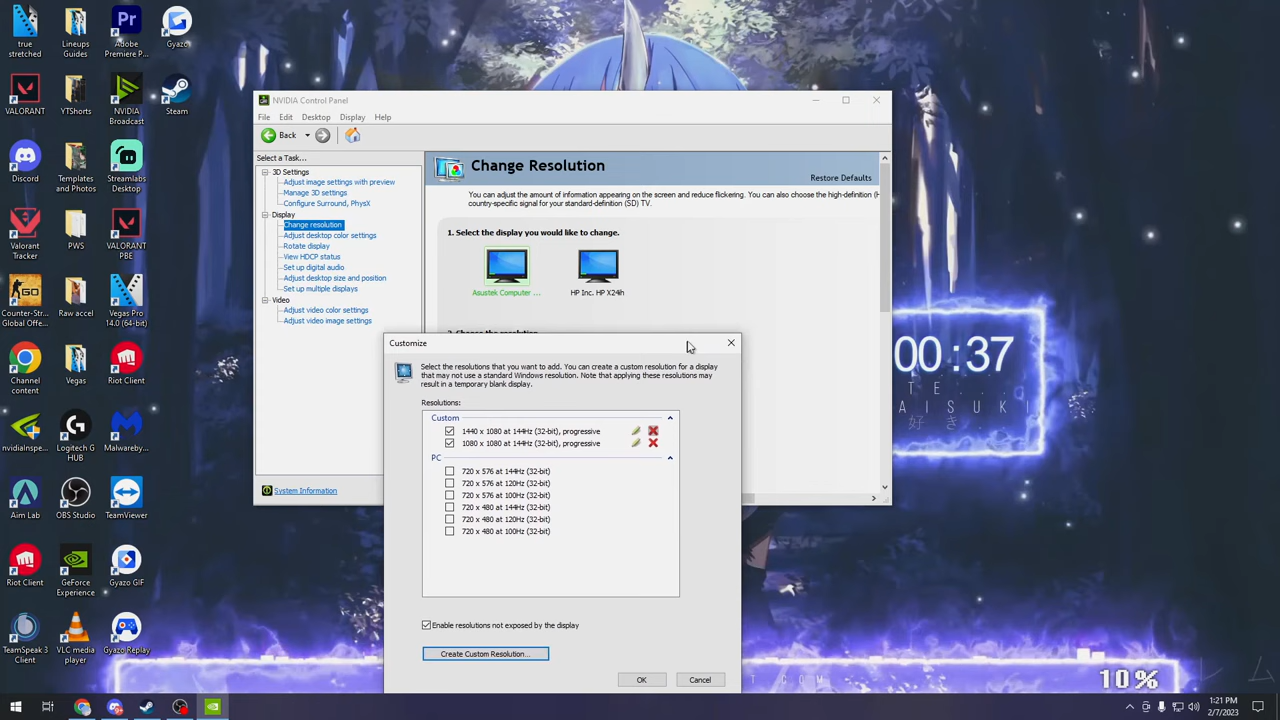 true
stretched
Lineups
Guides
Adobe
Premiere P...
Gyazo
VALORANT
YTShorts
NVIDIA
Broadcast
Steam
Discord
Templates
and Photos
Streamlabs
Desktop
Valorant
Tracker
PWS
VALORANT
PBE
Counter-Str...
Global Offe...
Raw accel
Vegas Pro
14.0 (64-bit)
Channel
content
Vegas
Riot Client
nvidiaInspe...
Logitech G
HUB
Malwareby...
Aim Lab
OBS Studio
TeamViewer
Riot Client
GeForce
Experience
Gyazo GIF
TeamSpeak 3
Client
VLC media
player
Gyazo Replay
NVIDIA Control Panel
File Edit Desktop Display Help
Back
Select a Task...
3D Settings
Adjust image settings with preview
Manage 3D settings
Configure Surround, PhysX
Display
Change resolution
Adjust desktop color settings
Rotate display
View HDCP status
Set up digital audio
Adjust desktop size and position
Set up multiple displays
Video
Adjust video color settings
Adjust video image settings
System Information
Change Resolution
Restore Defaults
You can adjust the amount of information appearing on the screen and reduce flickering. You can also choose the high-definition (H
country-specific signal for your standard-definition (SD) TV.
1. Select the display you would like to change.
Asustek Computer ...
HP Inc. HP X24ih
Customize
Select the resolutions that you want to add. You can create a custom resolution for a display
that may not use a standard Windows resolution. Note that applying these resolutions may
result in a temporary blank display.
Resolutions:
Custom
1440 x 1080 at 144Hz (32-bit), progressive
1080 x 1080 at 144Hz (32-bit), progressive
PC
720 x 576 at 144Hz (32-bit)
720 x 576 at 120Hz (32-bit)
720 x 576 at 100Hz (32-bit)
720 x 480 at 144Hz (32-bit)
720 x 480 at 120Hz (32-bit)
720 x 480 at 100Hz (32-bit)
Enable resolutions not exposed by the display
Create Custom Resolution...
OK
Cancel
00:37
TE.
AISUKI
好き
10%
1:21 PM
2/7/2023